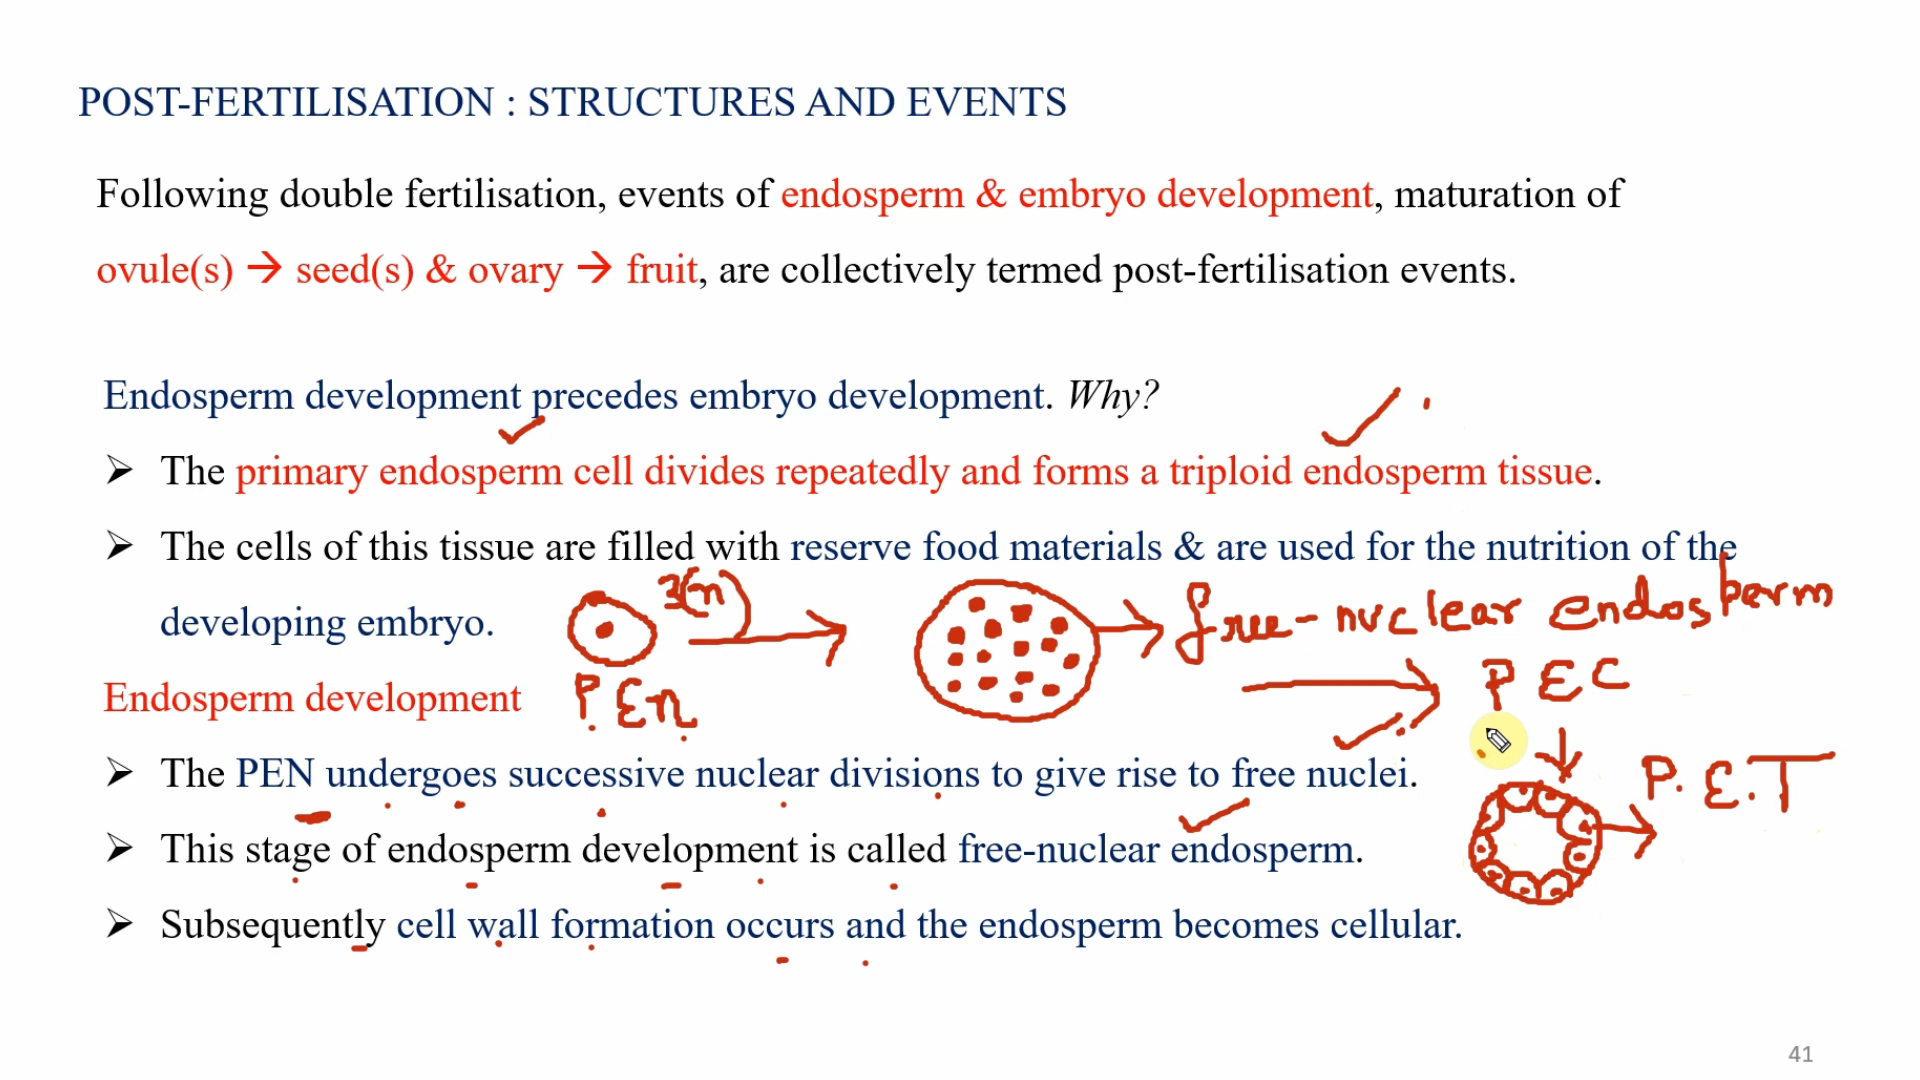 POST-FERTILISATION : STRUCTURES AND EVENTS
Following double fertilisation, events of endosperm & embryo development, maturation of
ovule(s) → seed(s) & ovary → fruit, are collectively termed post-fertilisation events.
Endosperm development precedes embryo development. Why?
➢ The primary endosperm cell divides repeatedly and forms a triploid endosperm tissue.
➢ The cells of this tissue are filled with reserve food materials & are used for the nutrition of the
developing embryo.
3(n)
free-nuclear endosperm
Endosperm development
P.En.
PEC
➢ The PEN undergoes successive nuclear divisions to give rise to free nuclei.
P.E.T
➢ This stage of endosperm development is called free-nuclear endosperm.
➢ Subsequently cell wall formation occurs and the endosperm becomes cellular.
41